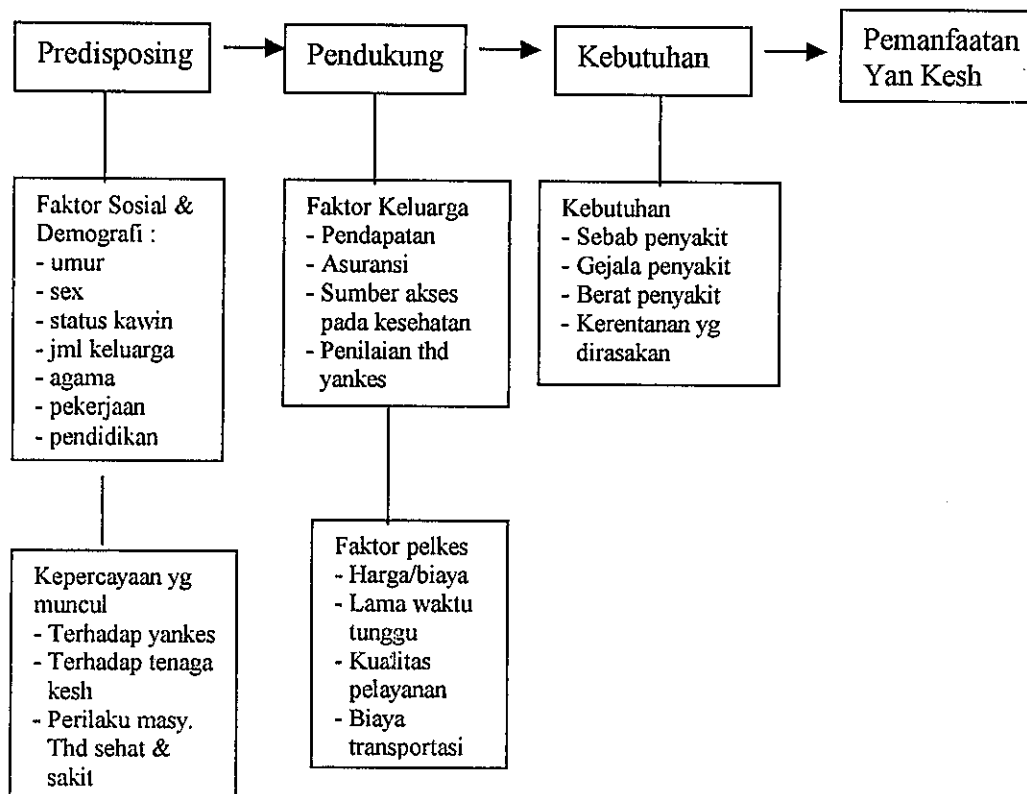 Predisposing
Pendukung
Kebutuhan
Pemanfaatan
Yan Kesh
Faktor Sosial &
Demografi :
- umur
- sex
- status kawin
- jml keluarga
- agama
- pekerjaan
- pendidikan
Kepercayaan yg
muncul
- Terhadap yankes
- Terhadap tenaga
kesh
- Perilaku masy.
Thd sehat &
sakit
Faktor Keluarga
- Pendapatan
- Asuransi
- Sumber akses
pada kesehatan
- Penilaian thd
yankes
Faktor pelkes
- Harga/biaya
- Lama waktu
tunggu
- Kualitas
pelayanan
- Biaya
transportasi
Kebutuhan
- Sebab penyakit
- Gejala penyakit
- Berat penyakit
- Kerentanan yg
dirasakan